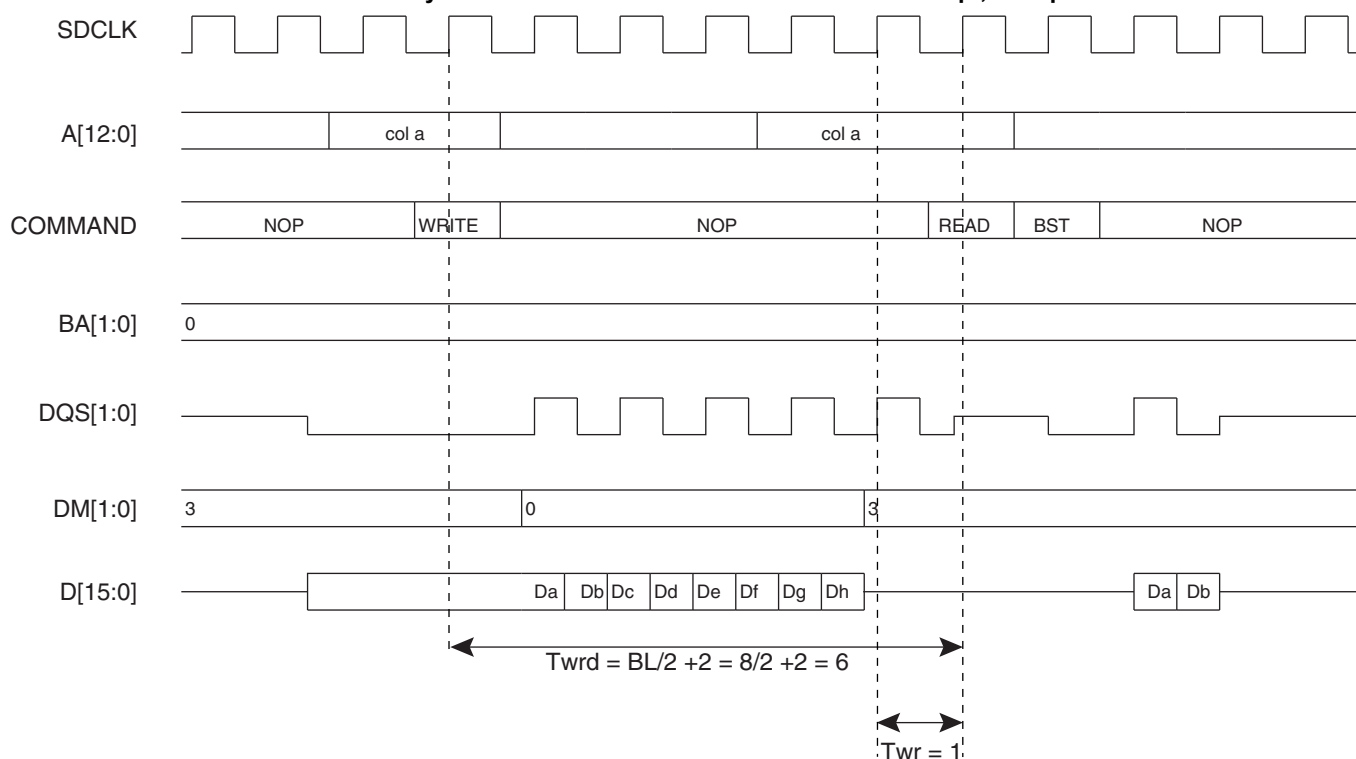 SDCLK
A[12:0] col a col a
COMMAND NOP WRITE NOP READ BST NOP
BA[1:0] 0
DQS[1:0]
DM[1:0] 3 0 3
D[15:0] Da Db Dc Dd De Df Dg Dh Da Db
Twrd = BL/2 +2 = 8/2 +2 = 6
Twr = 1